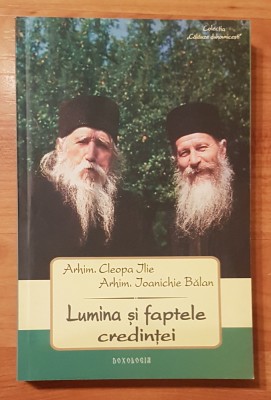 Colecția
„Călăuze duhovnicești”
Arhim. Cleopa Ilie
Arhim. Ioanichie Bălan
Lumina și faptele
credinței
DOXOLOGIA